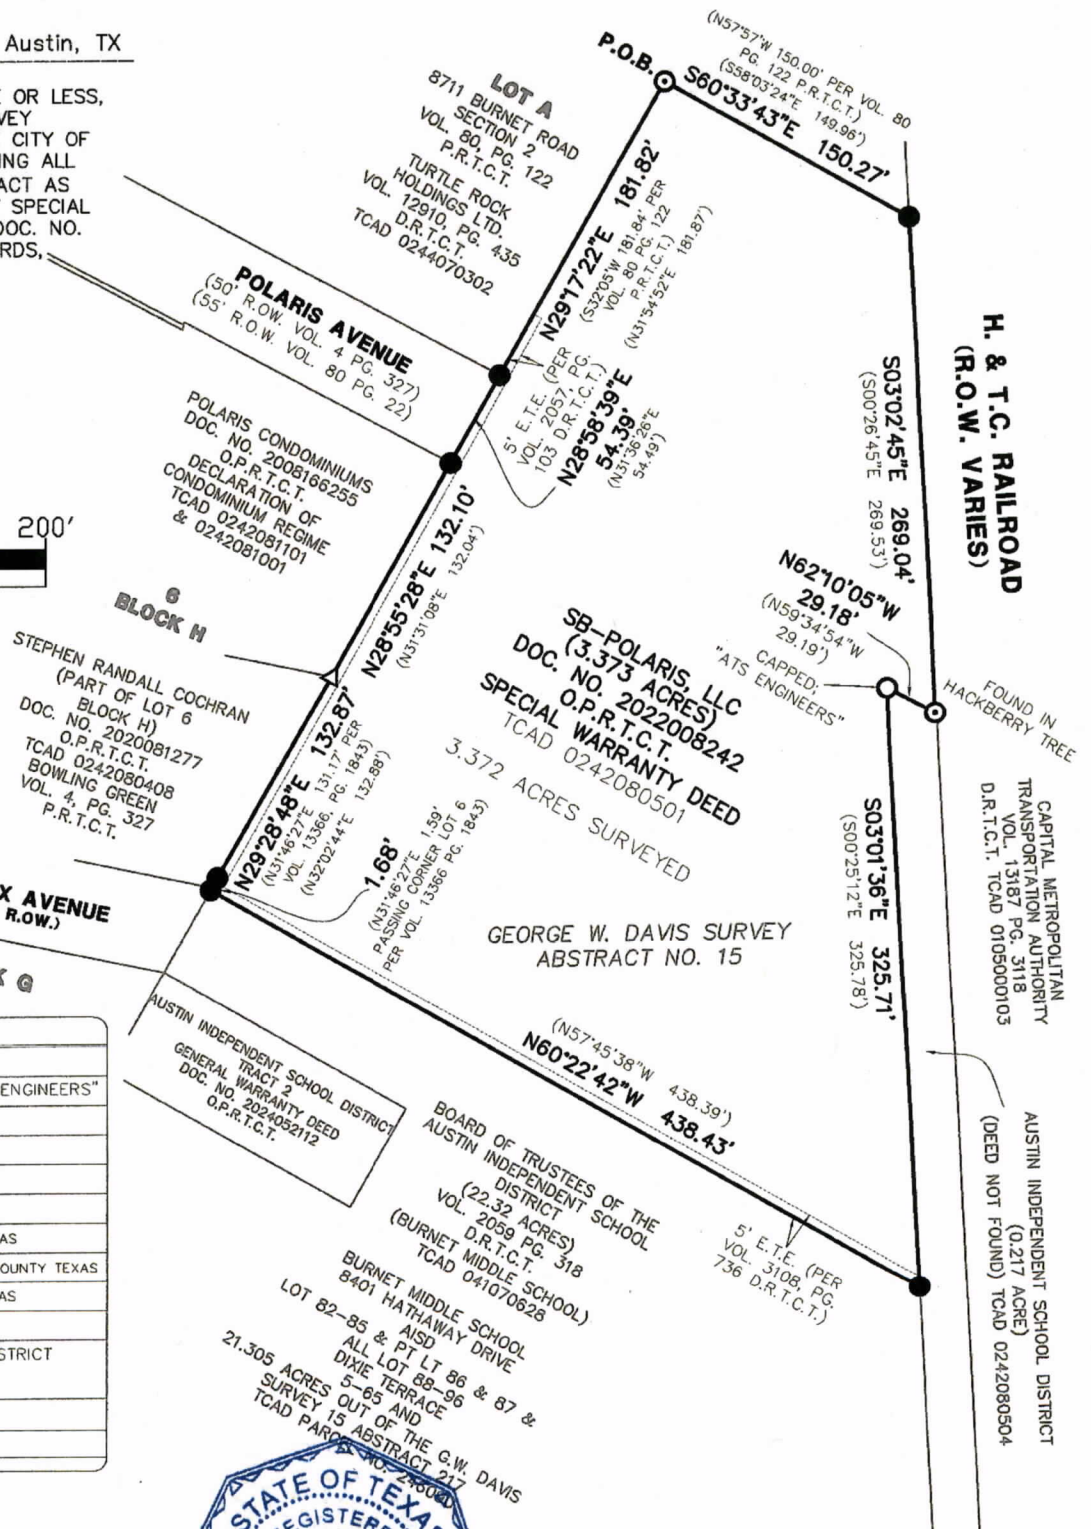 Austin, TX
OR LESS,
VEY
CITY OF
ING ALL
ACT AS
SPECIAL
DOC. NO.
RDS,
P.O.B.
S60°33'43"E 150.27'
(N57°57'W 150.00' PER VOL. 80
PG. 122 P.R.T.C.T.)
(S58°03'24"E 149.96')
LOT A
8711 BURNET ROAD
SECTION 2
VOL. 80, PG. 122
P.R.T.C.T.
TURTLE ROCK
HOLDINGS LTD.
VOL. 12910, PG. 435
D.R.T.C.T.
TCAD 0244070302
N29°17'22"E 181.82'
(S32°05'W 181.84' PER
VOL. 80 PG. 122
P.R.T.C.T.)
(N31°54'52"E 181.87')
POLARIS AVENUE
(50' R.O.W. VOL. 4 PG. 327)
(55' R.O.W. VOL. 80 PG. 22)
5' E.T.E. (PER
VOL. 2057, PG.
103 D.R.T.C.T.)
N28°58'39"E
54.39'
(N31°36'26"E
54.49')
S03°02'45"E 269.04'
(S00°26'45"E 269.53')
H. & T.C. RAILROAD
(R.O.W. VARIES)
POLARIS CONDOMINIUMS
DOC. NO. 2008166255
O.P.R.T.C.T.
DECLARATION OF
CONDOMINIUM REGIME
TCAD 0242081101
& 0242081001
200'
N28°55'28"E 132.10'
(N31°31'08"E 132.04')
6
BLOCK H
N62°10'05"W
29.18'
(N59°34'54"W
29.19')
CAPPED;
"ATS ENGINEERS"
FOUND IN
HACKBERRY TREE
SB-POLARIS, LLC
(3.373 ACRES)
DOC. NO. 2022008242
O.P.R.T.C.T.
SPECIAL WARRANTY DEED
TCAD 0242080501
3.372 ACRES SURVEYED
STEPHEN RANDALL COCHRAN
(PART OF LOT 6
BLOCK H)
DOC. NO. 2020081277
O.P.R.T.C.T.
TCAD 0242080408
BOWLING GREEN
VOL. 4, PG. 327
P.R.T.C.T.
N29°28'48"E 132.87'
(N31°46'27"E 131.17' PER
VOL. 13366, PG. 1843)
(N32°02'44"E 132.88')
1.68'
(N31°46'27"E 1.59'
PASSING CORNER LOT 6
PER VOL. 13366 PG. 1843)
S03°01'36"E 325.71'
(S00°25'12"E 325.78')
CAPITAL METROPOLITAN
TRANSPORTATION AUTHORITY
VOL. 13187 PG. 3118
D.R.T.C.T. TCAD 0105000103
X AVENUE
R.O.W.)
K G
GEORGE W. DAVIS SURVEY
ABSTRACT NO. 15
(N57°45'38"W 438.39')
N60°22'42"W 438.43'
AUSTIN INDEPENDENT SCHOOL DISTRICT
TRACT 2
GENERAL WARRANTY DEED
DOC. NO. 2024052112
O.P.R.T.C.T.
ENGINEERS"
AS
OUNTY TEXAS
AS
STRICT
BOARD OF TRUSTEES OF THE
AUSTIN INDEPENDENT SCHOOL
DISTRICT
(22.32 ACRES)
VOL. 2059 PG. 318
D.R.T.C.T.
(BURNET MIDDLE SCHOOL)
TCAD 041070628
5' E.T.E. (PER
VOL. 3108, PG.
736 D.R.T.C.T.)
AUSTIN INDEPENDENT SCHOOL DISTRICT
(0.217 ACRE)
(DEED NOT FOUND) TCAD 0242080504
BURNET MIDDLE SCHOOL
8401 HATHAWAY DRIVE
AISD
LOT 82-85 & PT LT 86 & 87 &
ALL LOT 88-96
DIXIE TERRACE
5-65 AND
21.305 ACRES OUT OF THE G.W. DAVIS
SURVEY 15 ABSTRACT 217
TCAD PARCEL NO.
STATE OF TEXA
EGISTER